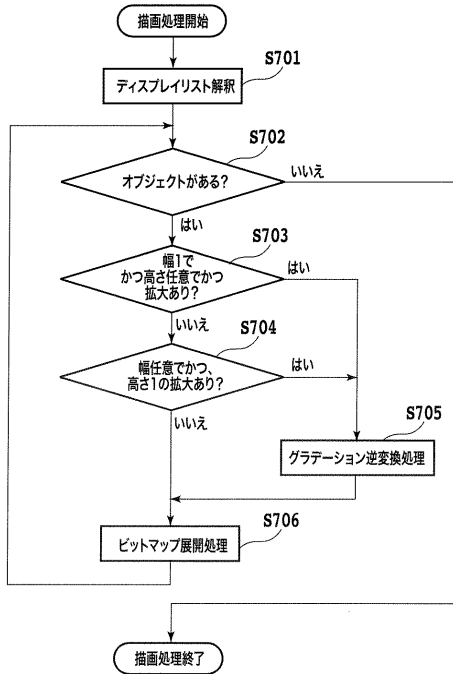 描画処理開始
S701
ディスプレイリスト解釈
S702
オブジェクトがある?
いいえ
はい
S703
幅1で
かつ高さ任意でかつ
拡大あり?
はい
いいえ
S704
幅任意でかつ、
高さ1の拡大あり?
はい
いいえ
S705
グラデーション逆変換処理
S706
ビットマップ展開処理
描画処理終了